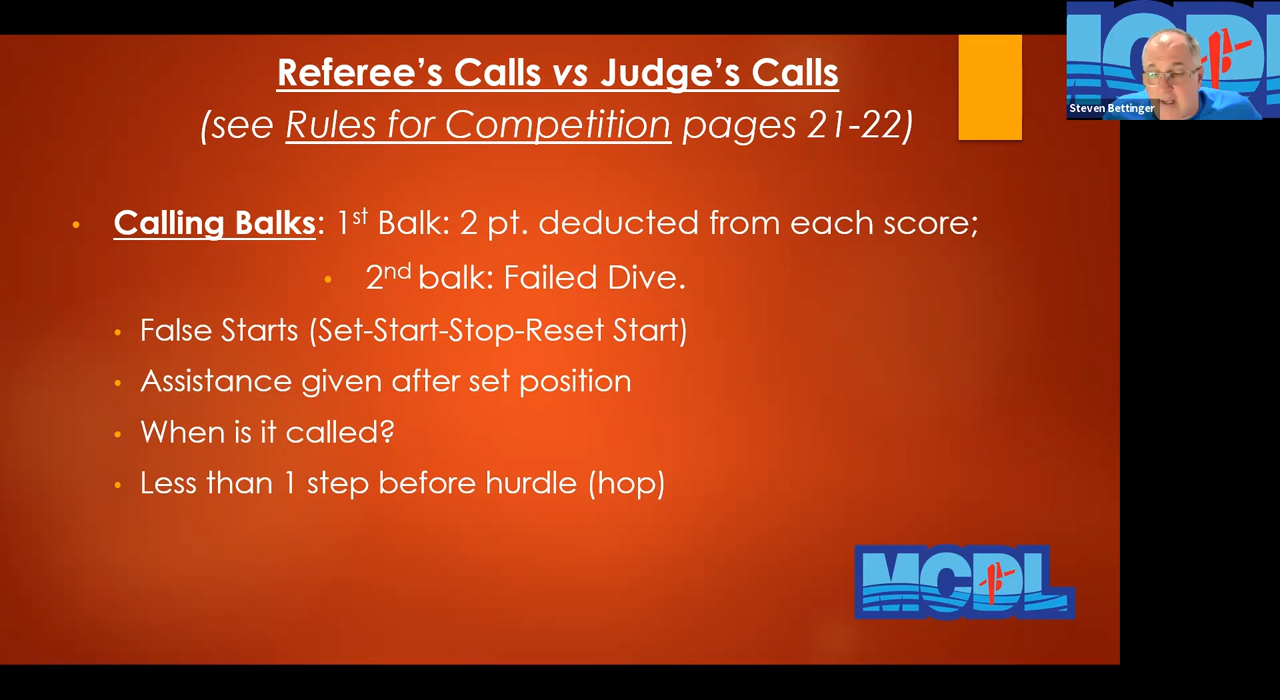 Referee's Calls vs Judge's Calls
(see Rules for Competition pages 21-22)
MCDL
Steven Bettinger
• Calling Balks: 1st Balk: 2 pt. deducted from each score;
• 2nd balk: Failed Dive.
• False Starts (Set-Start-Stop-Reset Start)
• Assistance given after set position
• When is it called?
• Less than 1 step before hurdle (hop)
MCDL